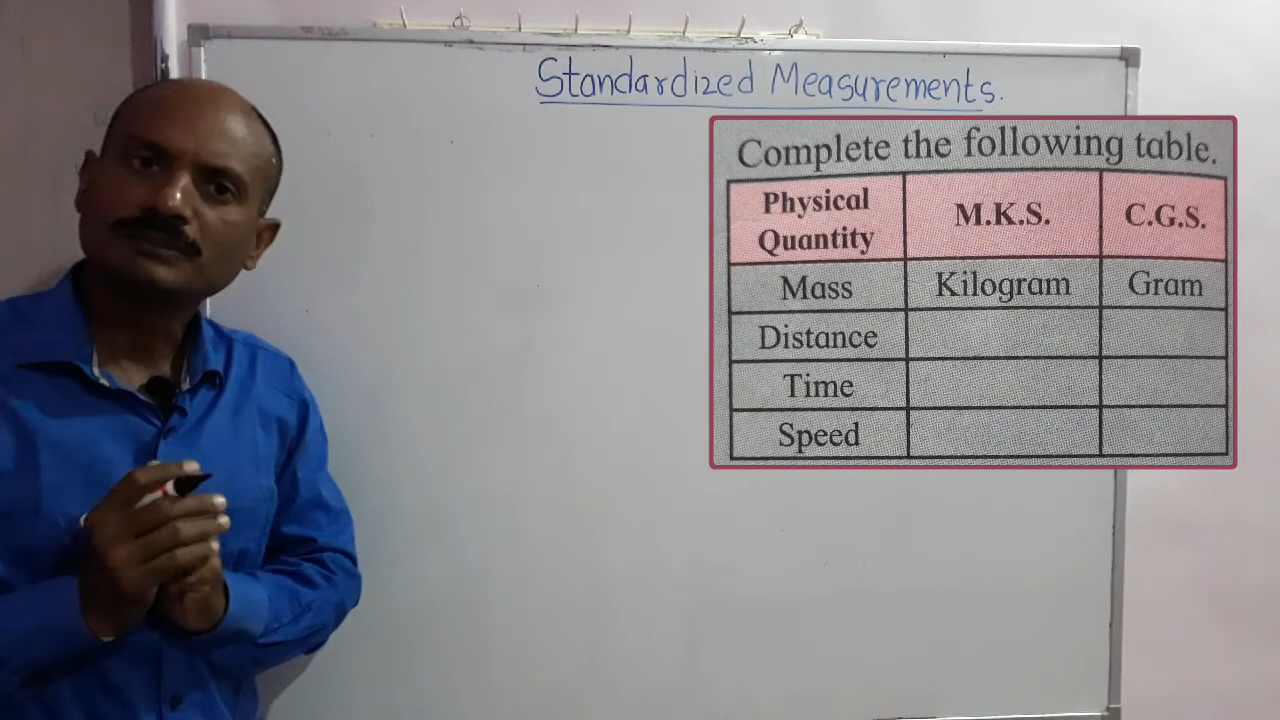 Standardized Measurements.
Complete the following table.
Physical Quantity M.K.S. C.G.S.
Mass Kilogram Gram
Distance
Time
Speed